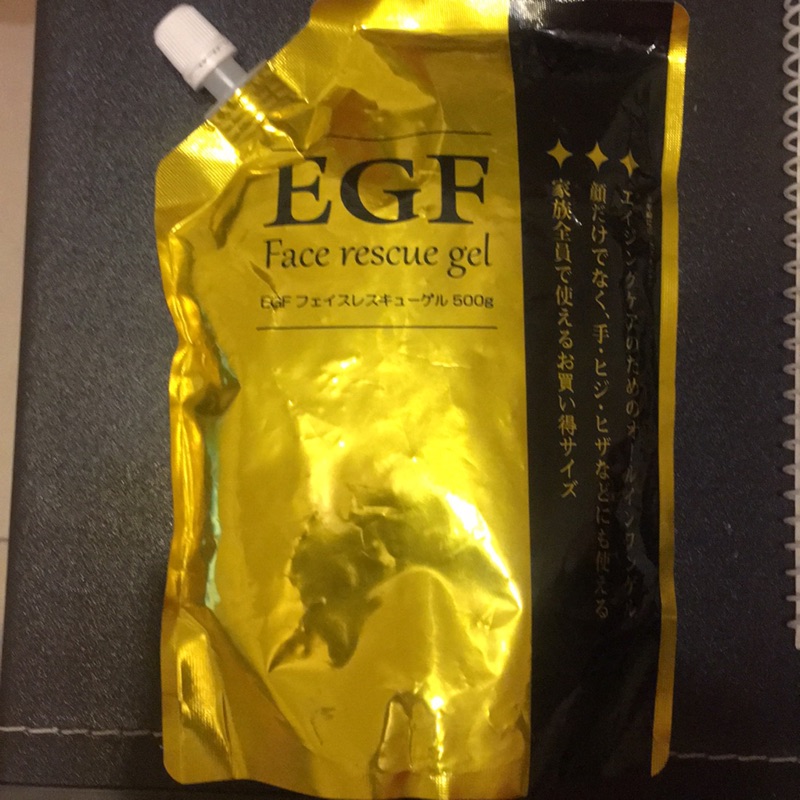 EGF
Face rescue gel
EGF フェイスレスキューゲル 500g
エイジングケアのためのオールインワンゲル
顔だけでなく、手・ヒジ・ヒザなどにも使える
家族全員で使えるお買い得サイズ